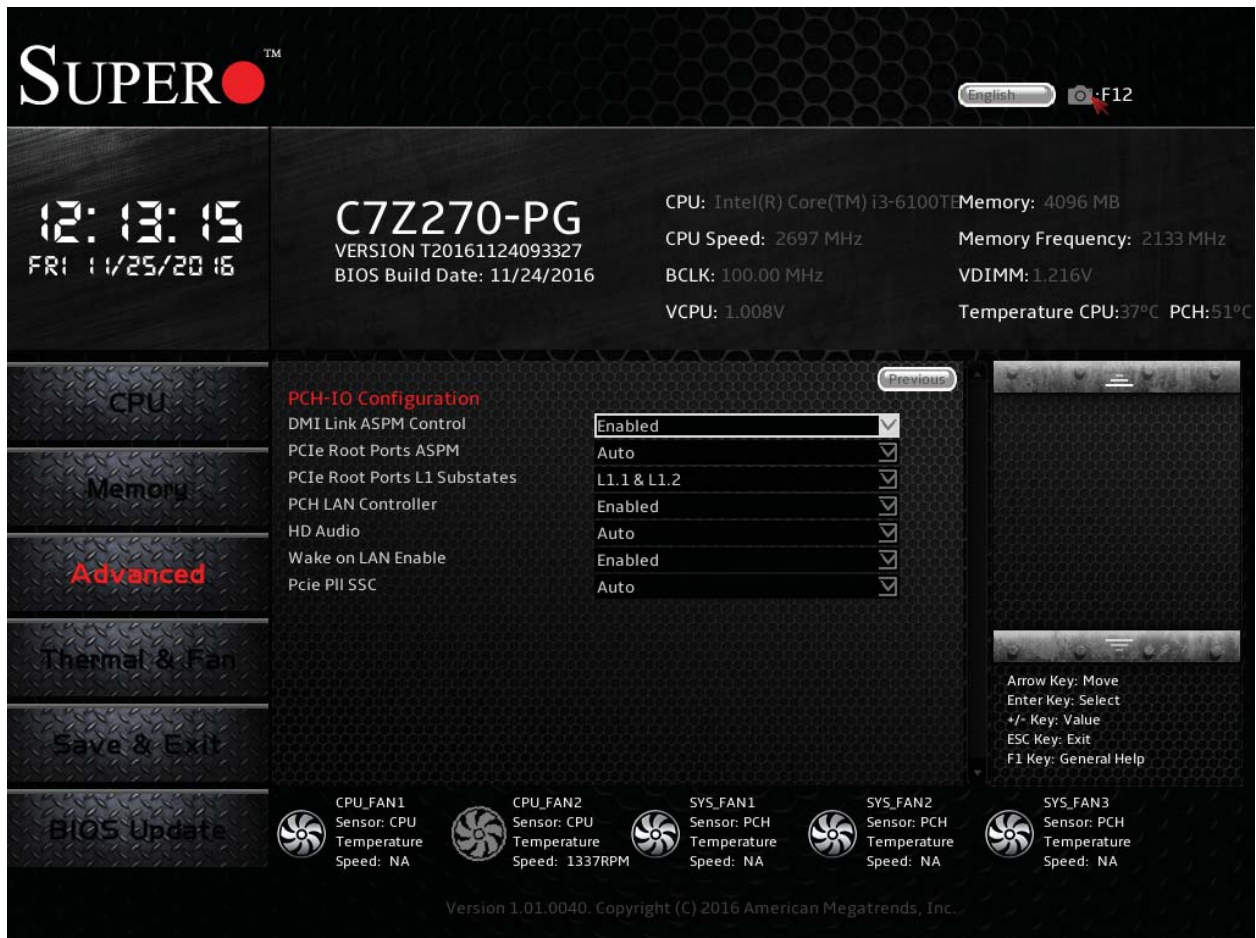 SUPER TM
English :F12
12:13:15
FRI 11/25/2016
C7Z270-PG
VERSION T20161124093327
BIOS Build Date: 11/24/2016
CPU: Intel(R) Core(TM) i3-6100TE
CPU Speed: 2697 MHz
BCLK: 100.00 MHz
VCPU: 1.008V
Memory: 4096 MB
Memory Frequency: 2133 MHz
VDIMM: 1.216V
Temperature CPU:37°C PCH:51°C
CPU
Memory
Advanced
Thermal & Fan
Save & Exit
BIOS Update
Previous
PCH-IO Configuration
DMI Link ASPM Control Enabled
PCIe Root Ports ASPM Auto
PCIe Root Ports L1 Substates L1.1 & L1.2
PCH LAN Controller Enabled
HD Audio Auto
Wake on LAN Enable Enabled
Pcie Pll SSC Auto
Arrow Key: Move
Enter Key: Select
+/- Key: Value
ESC Key: Exit
F1 Key: General Help
CPU_FAN1
Sensor: CPU
Temperature
Speed: NA
CPU_FAN2
Sensor: CPU
Temperature
Speed: 1337RPM
SYS_FAN1
Sensor: PCH
Temperature
Speed: NA
SYS_FAN2
Sensor: PCH
Temperature
Speed: NA
SYS_FAN3
Sensor: PCH
Temperature
Speed: NA
Version 1.01.0040. Copyright (C) 2016 American Megatrends, Inc.